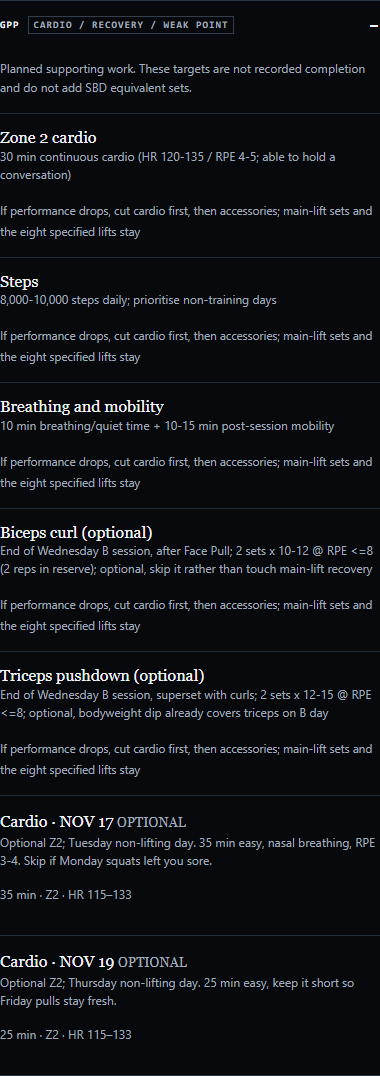 GPP CARDIO / RECOVERY / WEAK POINT –
Planned supporting work. These targets are not recorded completion
and do not add SBD equivalent sets.
Zone 2 cardio
30 min continuous cardio (HR 120-135 / RPE 4-5; able to hold a
conversation)
If performance drops, cut cardio first, then accessories; main-lift sets and
the eight specified lifts stay
Steps
8,000-10,000 steps daily; prioritise non-training days
If performance drops, cut cardio first, then accessories; main-lift sets and
the eight specified lifts stay
Breathing and mobility
10 min breathing/quiet time + 10-15 min post-session mobility
If performance drops, cut cardio first, then accessories; main-lift sets and
the eight specified lifts stay
Biceps curl (optional)
End of Wednesday B session, after Face Pull; 2 sets x 10-12 @ RPE <=8
(2 reps in reserve); optional, skip it rather than touch main-lift recovery
If performance drops, cut cardio first, then accessories; main-lift sets and
the eight specified lifts stay
Triceps pushdown (optional)
End of Wednesday B session, superset with curls; 2 sets x 12-15 @ RPE
<=8; optional, bodyweight dip already covers triceps on B day
If performance drops, cut cardio first, then accessories; main-lift sets and
the eight specified lifts stay
Cardio · NOV 17 OPTIONAL
Optional Z2; Tuesday non-lifting day. 35 min easy, nasal breathing, RPE
3-4. Skip if Monday squats left you sore.
35 min · Z2 · HR 115–133
Cardio · NOV 19 OPTIONAL
Optional Z2; Thursday non-lifting day. 25 min easy, keep it short so
Friday pulls stay fresh.
25 min · Z2 · HR 115–133